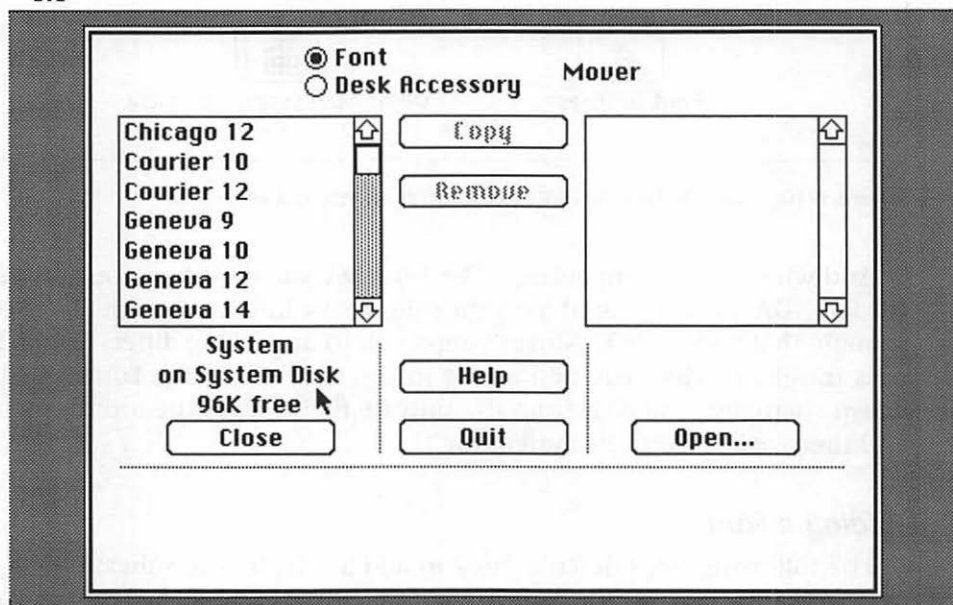 Font
Desk Accessory
Mover
Chicago 12
Courier 10
Courier 12
Geneva 9
Geneva 10
Geneva 12
Geneva 14
Copy
Remove
System
on System Disk
96K free
Close
Help
Quit
Open...